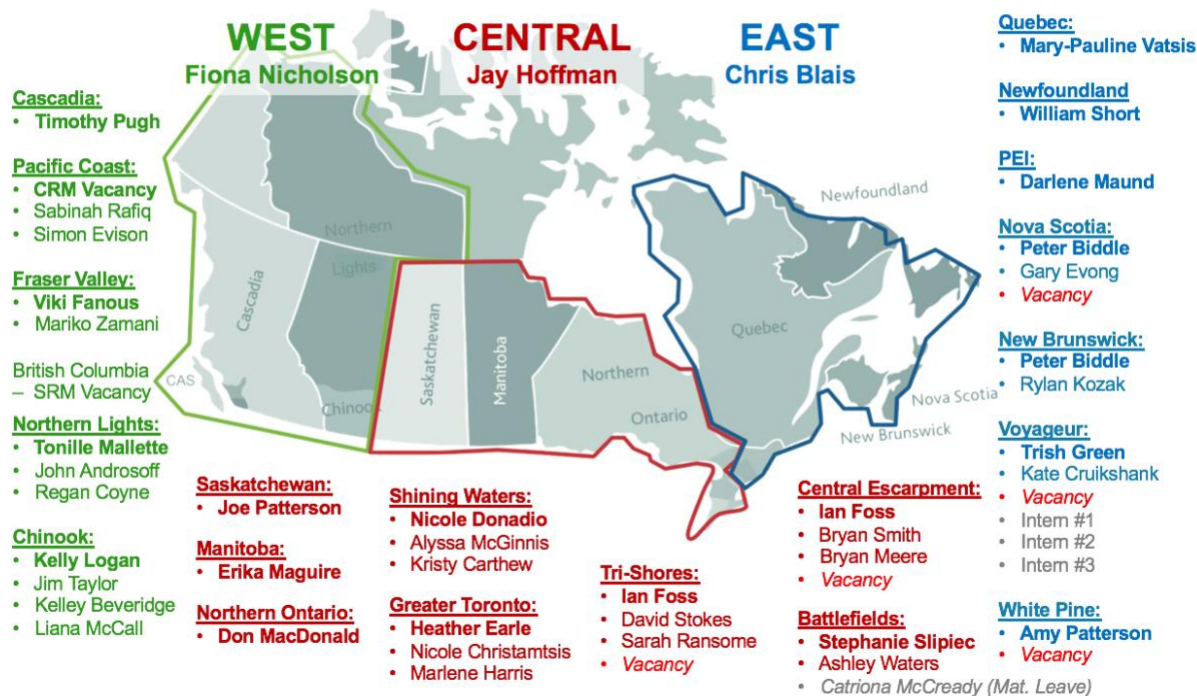 WEST
Fiona Nicholson
CENTRAL
Jay Hoffman
EAST
Chris Blais
Cascadia:
• Timothy Pugh
Pacific Coast:
• CRM Vacancy
• Sabinah Rafiq
• Simon Evison
Fraser Valley:
• Viki Fanous
• Mariko Zamani
British Columbia
– SRM Vacancy
Northern Lights:
• Tonille Mallette
• John Androsoff
• Regan Coyne
Chinook:
• Kelly Logan
• Jim Taylor
• Kelley Beveridge
• Liana McCall
Northern
Lights
Cascadia
CAS
Chinook
Saskatchewan
Manitoba
Northern
Ontario
Quebec
Newfoundland
Nova Scotia
New Brunswick
Saskatchewan:
• Joe Patterson
Manitoba:
• Erika Maguire
Northern Ontario:
• Don MacDonald
Shining Waters:
• Nicole Donadio
• Alyssa McGinnis
• Kristy Carthew
Greater Toronto:
• Heather Earle
• Nicole Christamtsis
• Marlene Harris
Tri-Shores:
• Ian Foss
• David Stokes
• Sarah Ransome
• Vacancy
Central Escarpment:
• Ian Foss
• Bryan Smith
• Bryan Meere
• Vacancy
Battlefields:
• Stephanie Slipiec
• Ashley Waters
• Catriona McCready (Mat. Leave)
Quebec:
• Mary-Pauline Vatsis
Newfoundland
• William Short
PEI:
• Darlene Maund
Nova Scotia:
• Peter Biddle
• Gary Evong
• Vacancy
New Brunswick:
• Peter Biddle
• Rylan Kozak
Voyageur:
• Trish Green
• Kate Cruikshank
• Vacancy
• Intern #1
• Intern #2
• Intern #3
White Pine:
• Amy Patterson
• Vacancy